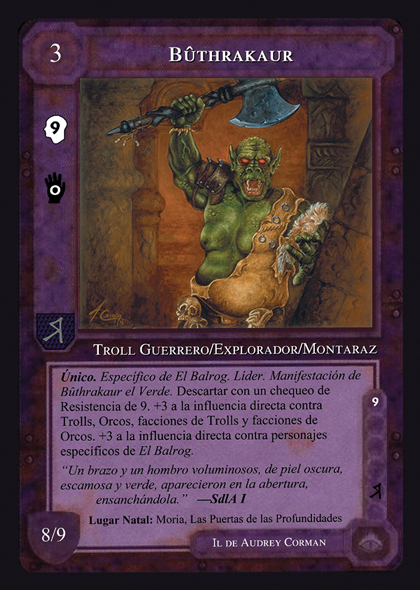 3
BÛTHRAKAUR
9
0
TROLL GUERRERO/EXPLORADOR/MONTARAZ
Único. Específico de El Balrog. Lider. Manifestación de
Bûthrakaur el Verde. Descartar con un chequeo de
Resistencia de 9. +3 a la influencia directa contra
Trolls, Orcos, facciones de Trolls y facciones de
Orcos. +3 a la influencia directa contra personajes
específicos de El Balrog.
9
“Un brazo y un hombro voluminosos, de piel oscura,
escamosa y verde, aparecieron en la abertura,
ensanchándola.” —SdlA I
Lugar Natal: Moria, Las Puertas de las Profundidades
8/9
IL DE AUDREY CORMAN